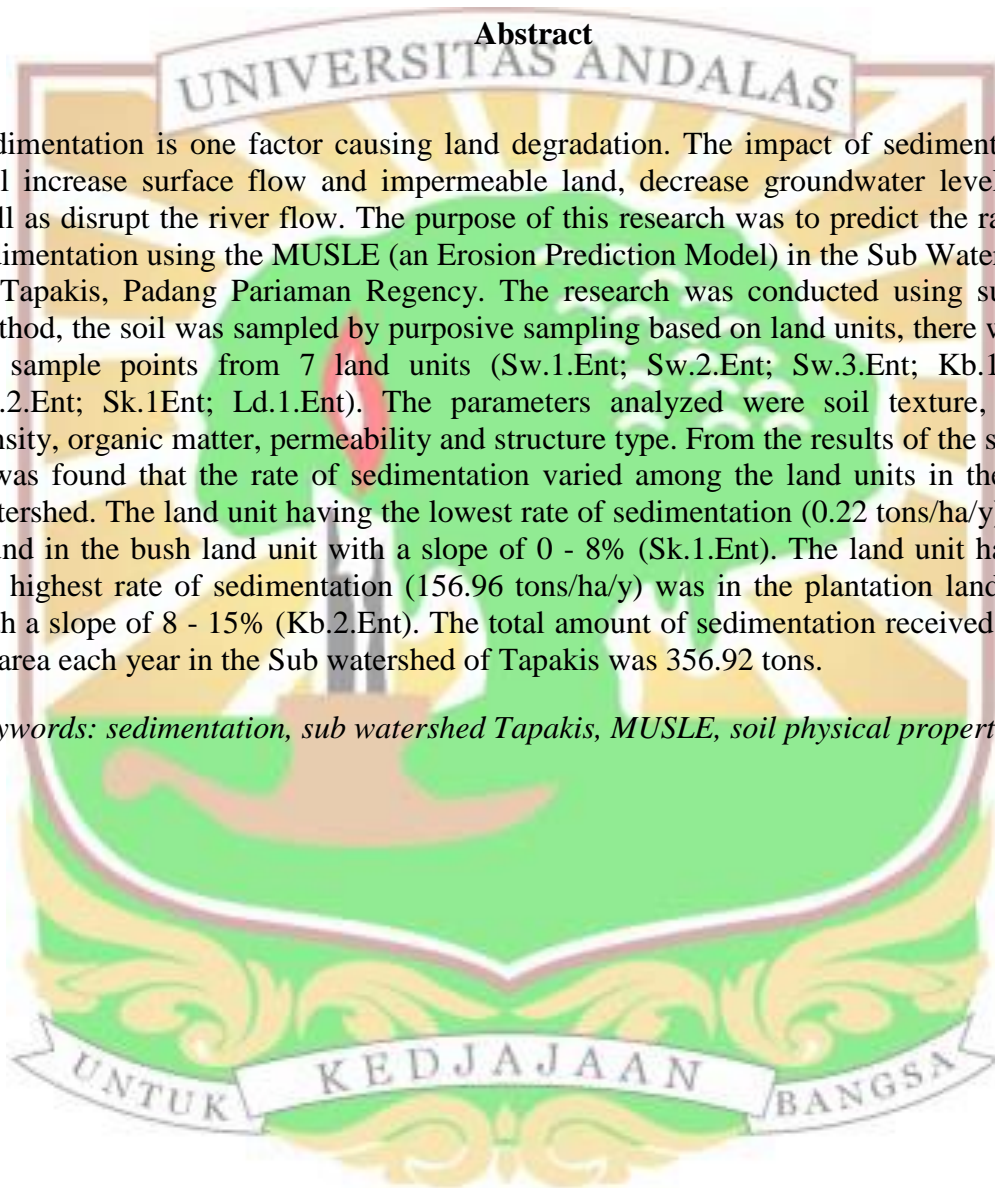 Abstract
UNIVERSITAS ANDALAS
dimentation is one factor causing land degradation. The impact of sediment
l increase surface flow and impermeable land, decrease groundwater level
ll as disrupt the river flow. The purpose of this research was to predict the ra
dimentation using the MUSLE (an Erosion Prediction Model) in the Sub Water
Tapakis, Padang Pariaman Regency. The research was conducted using su
thod, the soil was sampled by purposive sampling based on land units, there w
sample points from 7 land units (Sw.1.Ent; Sw.2.Ent; Sw.3.Ent; Kb.1
.2.Ent; Sk.1Ent; Ld.1.Ent). The parameters analyzed were soil texture,
nsity, organic matter, permeability and structure type. From the results of the s
was found that the rate of sedimentation varied among the land units in the
tershed. The land unit having the lowest rate of sedimentation (0.22 tons/ha/y
und in the bush land unit with a slope of 0 - 8% (Sk.1.Ent). The land unit ha
highest rate of sedimentation (156.96 tons/ha/y) was in the plantation land
th a slope of 8 - 15% (Kb.2.Ent). The total amount of sedimentation received
area each year in the Sub watershed of Tapakis was 356.92 tons.
ywords: sedimentation, sub watershed Tapakis, MUSLE, soil physical propert
UNTUK KEDJAJAAN BANGSA